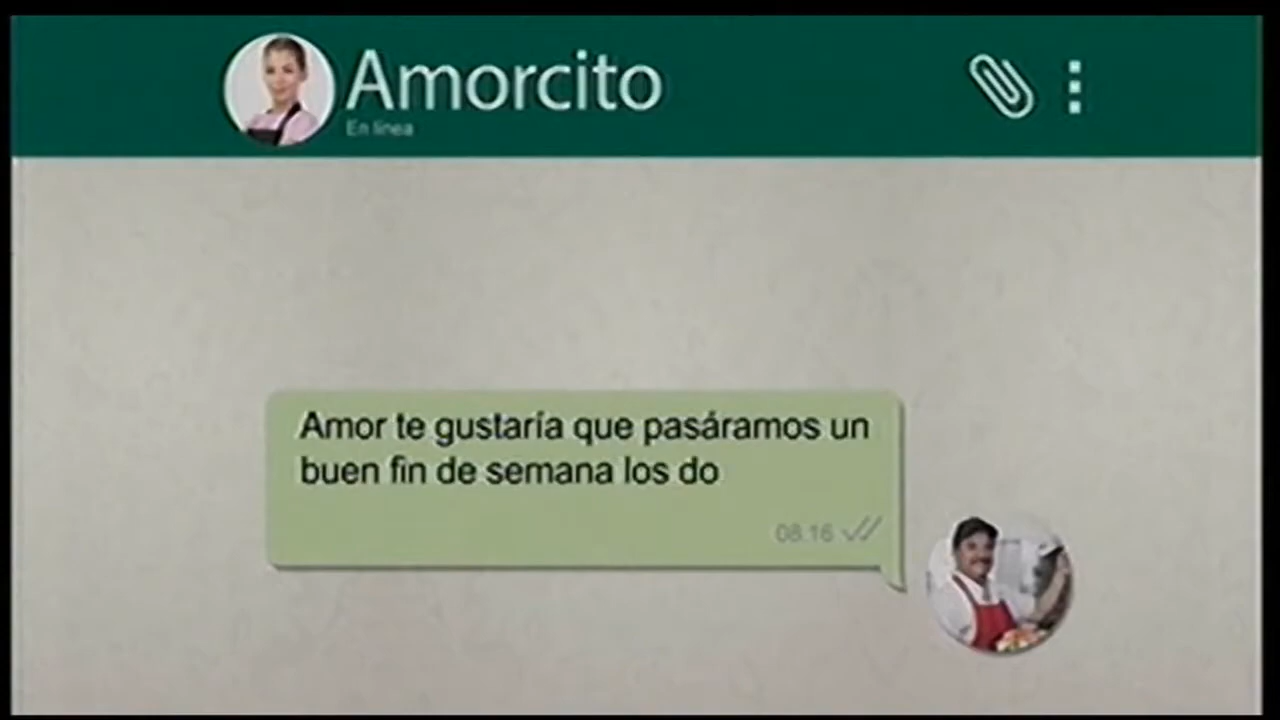 Amorcito
En línea
Amor te gustaría que pasáramos un
buen fin de semana los do
08:16